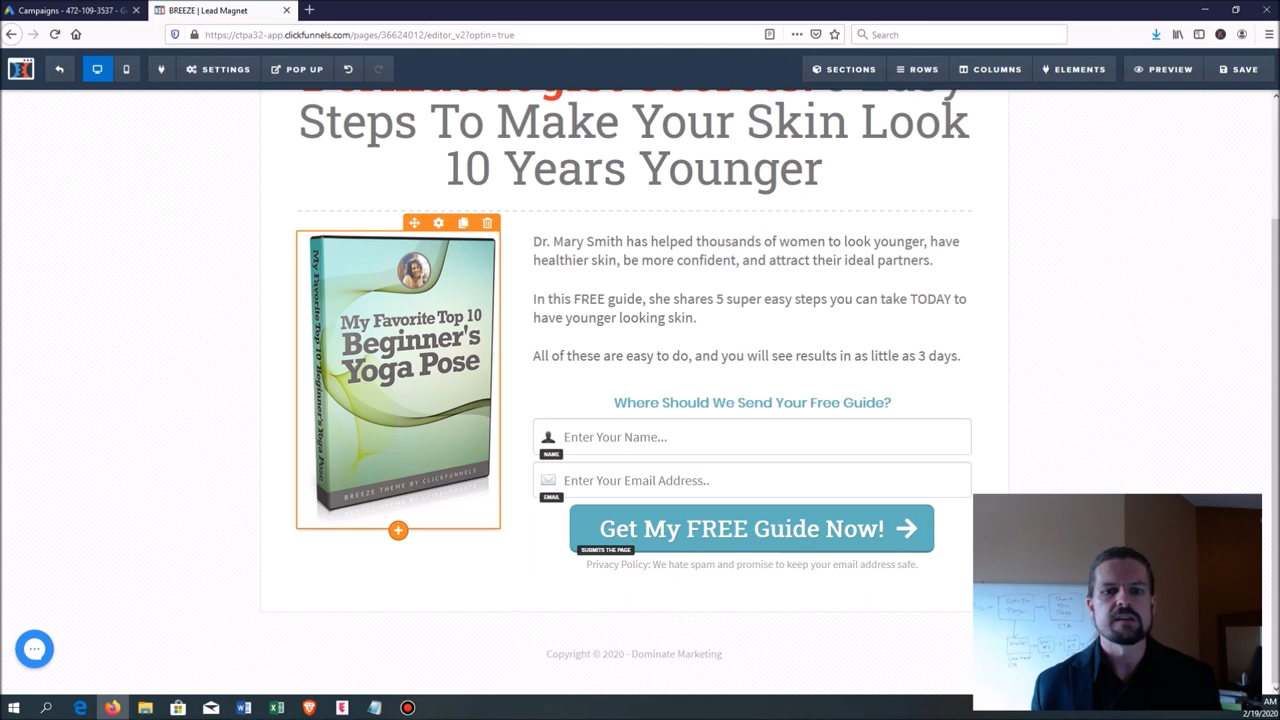 Campaigns - 472-109-3537 - G
BREEZE | Lead Magnet
https://ctpa32-app.clickfunnels.com/pages/36624012/editor_v2?optin=true
Search
SETTINGS
POP UP
SECTIONS
ROWS
COLUMNS
ELEMENTS
PREVIEW
SAVE
Steps To Make Your Skin Look
10 Years Younger
My Favorite Top 10 Beginner's Yoga Pose
My Favorite Top 10
Beginner's
Yoga Pose
BREEZE THEME BY CLICKFUNNELS
Dr. Mary Smith has helped thousands of women to look younger, have
healthier skin, be more confident, and attract their ideal partners.
In this FREE guide, she shares 5 super easy steps you can take TODAY to
have younger looking skin.
All of these are easy to do, and you will see results in as little as 3 days.
Where Should We Send Your Free Guide?
Enter Your Name...
NAME
Enter Your Email Address..
EMAIL
Get My FREE Guide Now!
SUBMITS THE PAGE
Privacy Policy: We hate spam and promise to keep your email address safe.
Copyright © 2020 - Dominate Marketing
AM
2/19/2020